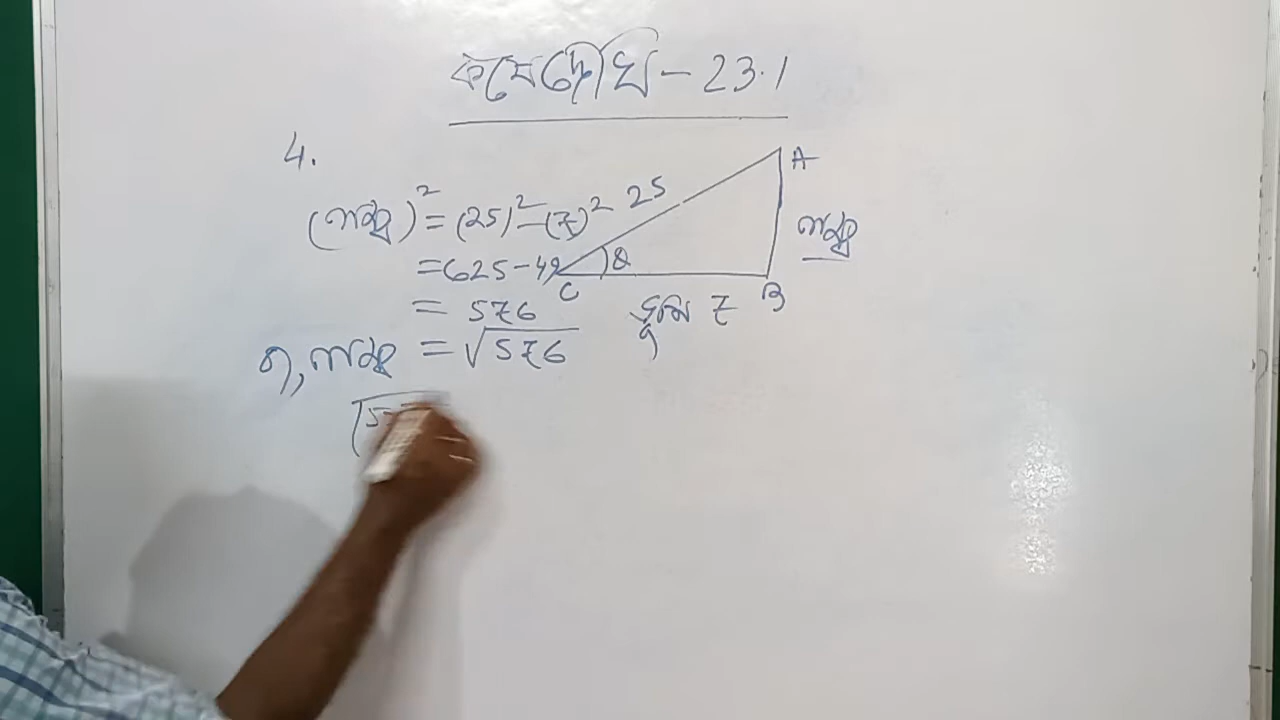 কষে দেখি - 23.1
4.
(লম্ব)² = (25)² - (7)²
= 625 - 49
= 576
বা, লম্ব = √576
25
A
লম্ব
θ
C
B
ভূমি 7